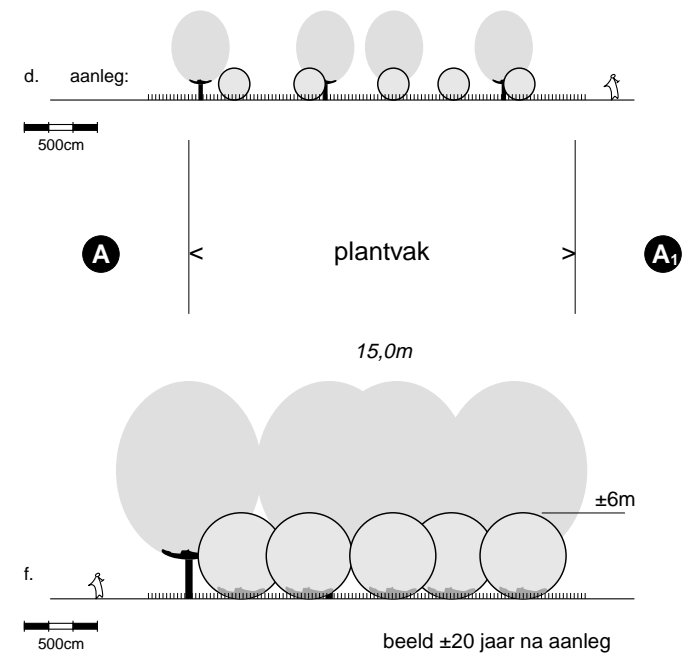 d. aanleg:
500cm
A < plantvak > A1
15,0m
±6m
f.
500cm
beeld ±20 jaar na aanleg